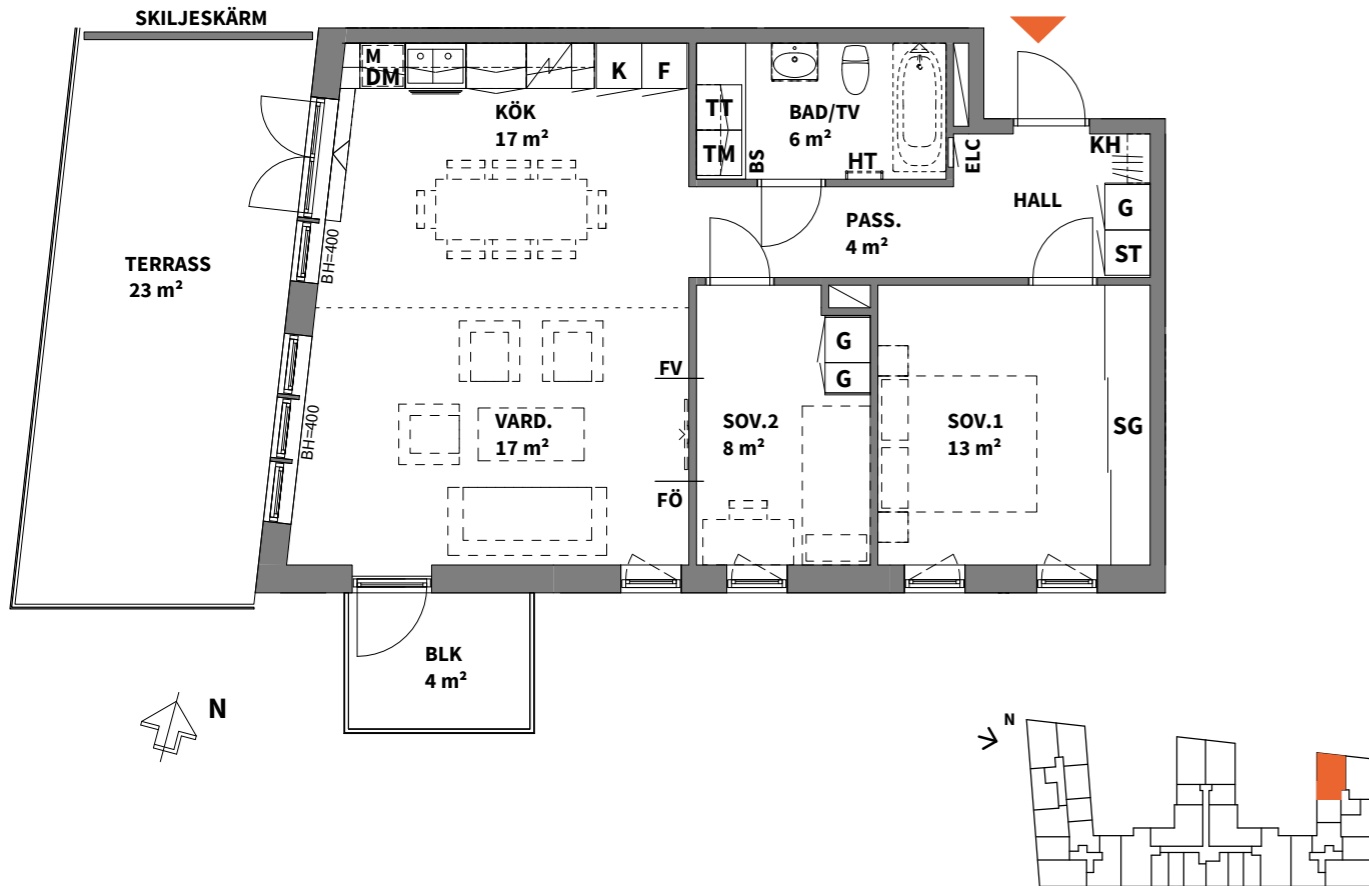 SKILJESKÄRM
M
DM
K
F
KÖK
17 m²
TT
TM
BS
BAD/TV
6 m²
HT
ELC
KH
HALL
G
ST
PASS.
4 m²
TERRASS
23 m²
BH=400
BH=400
FV
FÖ
VARD.
17 m²
G
G
SOV.2
8 m²
SOV.1
13 m²
SG
BLK
4 m²
N
N